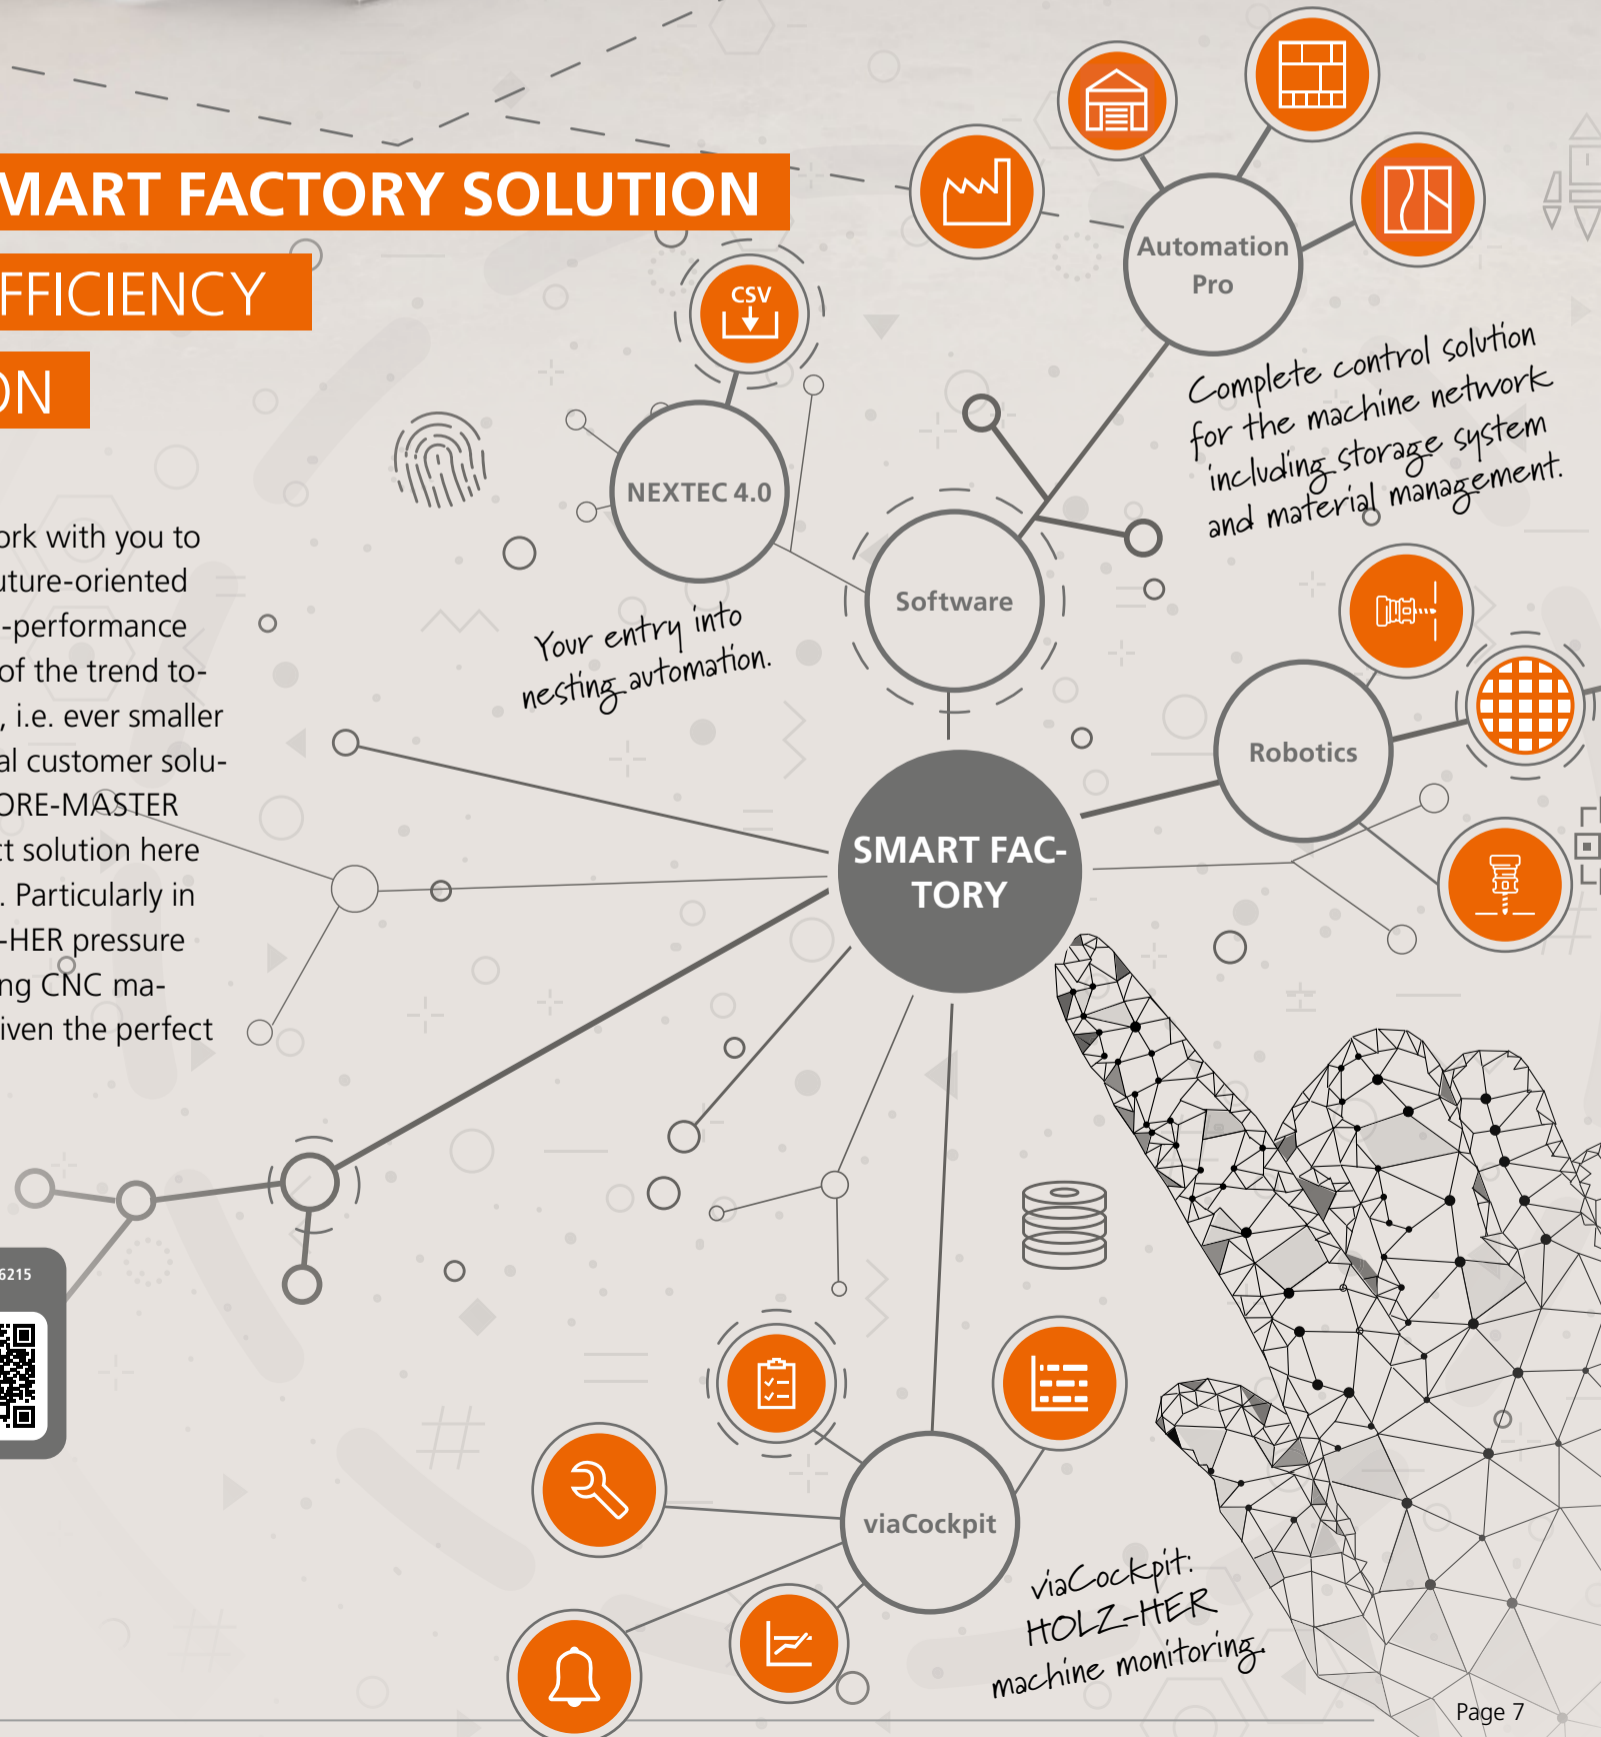 MART FACTORY SOLUTION
FFICIENCY
ON
ork with you to
uture-oriented
-performance
of the trend to-
, i.e. ever smaller
al customer solu-
ORE-MASTER
ct solution here
. Particularly in
-HER pressure
ng CNC ma-
iven the perfect
6215
CSV
NEXTEC 4.0
Your entry into
nesting automation.
Automation
Pro
Complete control solution
for the machine network
including storage system
and material management.
Software
Robotics
SMART FAC-
TORY
viaCockpit
viaCockpit:
HOLZ-HER
machine monitoring.
Page 7